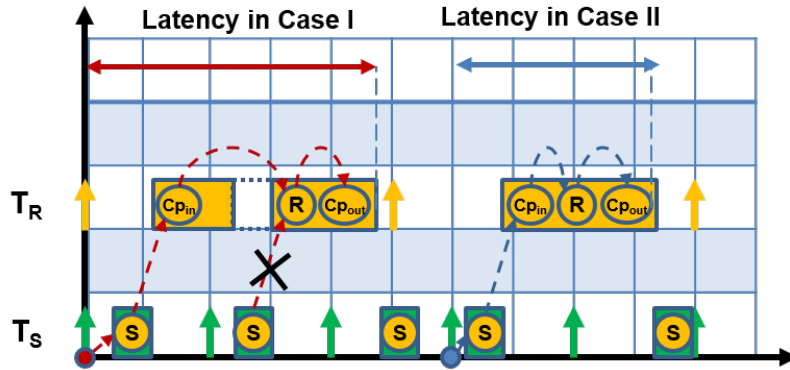 Latency in Case I
Latency in Case II
T_R
Cp_in
R
Cp_out
Cp_in
R
Cp_out
T_S
S
S
S
S
S